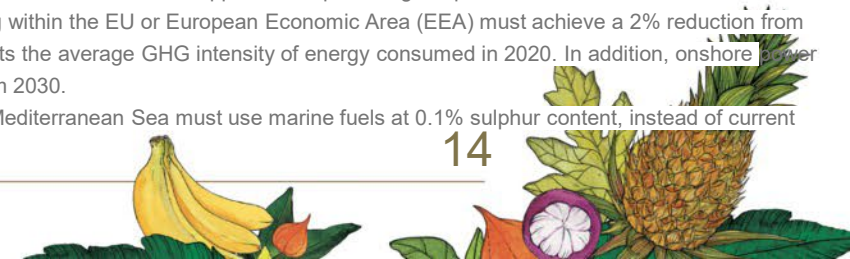 within the EU or European Economic Area (EEA) must achieve a 2% reduction from
ts the average GHG intensity of energy consumed in 2020. In addition, onshore power
n 2030.
Mediterranean Sea must use marine fuels at 0.1% sulphur content, instead of current
14